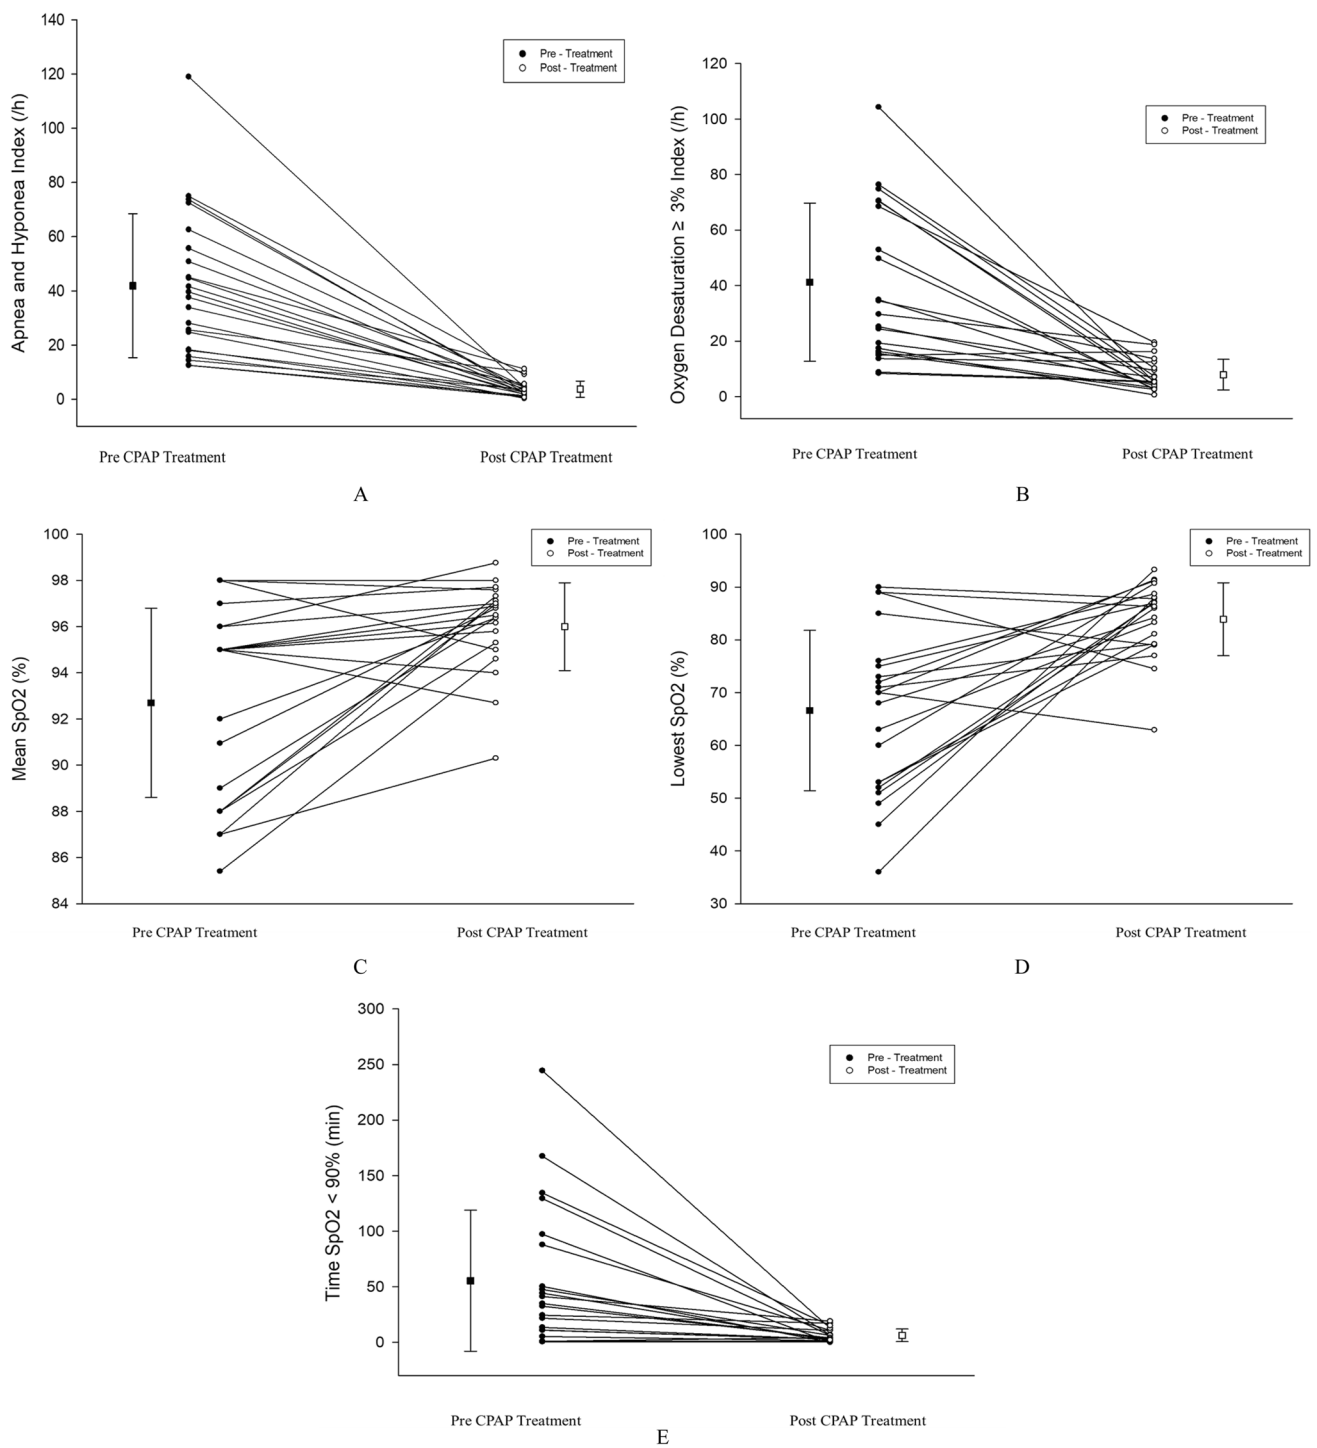 140
120
100
80
60
40
20
0
Apnea and Hyponea Index (/h)
Pre - Treatment
Post - Treatment
Pre CPAP Treatment
Post CPAP Treatment
A
120
100
80
60
40
20
0
Oxygen Desaturation ≥ 3% Index (/h)
Pre - Treatment
Post - Treatment
Pre CPAP Treatment
Post CPAP Treatment
B
100
98
96
94
92
90
88
86
84
Mean SpO2 (%)
Pre - Treatment
Post - Treatment
Pre CPAP Treatment
Post CPAP Treatment
C
100
90
80
70
60
50
40
30
Lowest SpO2 (%)
Pre - Treatment
Post - Treatment
Pre CPAP Treatment
Post CPAP Treatment
D
300
250
200
150
100
50
0
Time SpO2 < 90% (min)
Pre - Treatment
Post - Treatment
Pre CPAP Treatment
Post CPAP Treatment
E